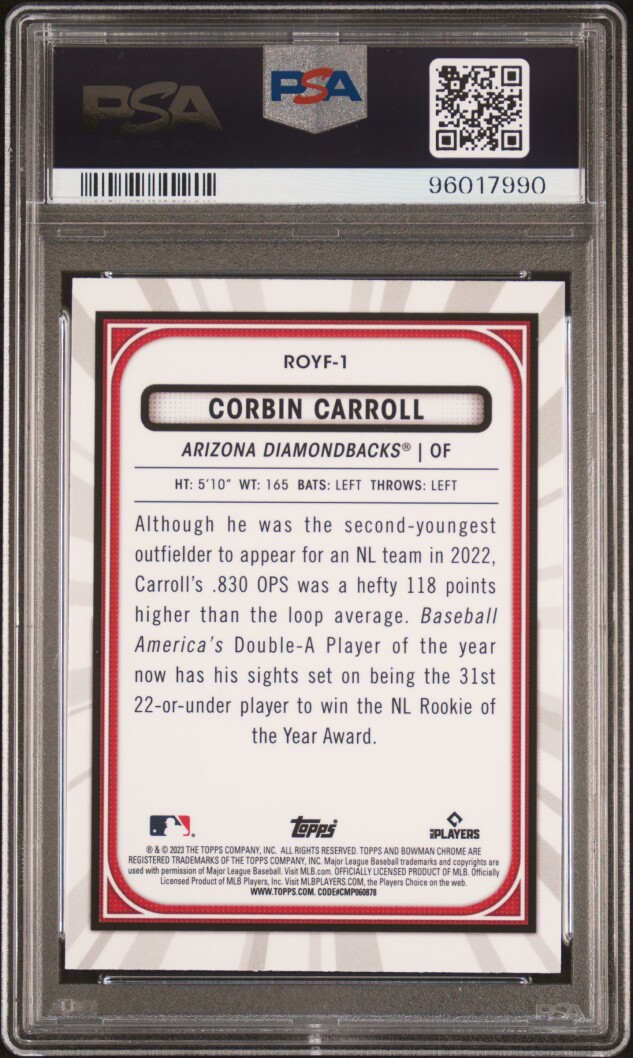 PSA
PSA
96017990
ROYF-1
CORBIN CARROLL
ARIZONA DIAMONDBACKS® | OF
HT: 5'10" WT: 165 BATS: LEFT THROWS: LEFT
Although he was the second-youngest
outfielder to appear for an NL team in 2022,
Carroll's .830 OPS was a hefty 118 points
higher than the loop average. Baseball
America's Double-A Player of the year
now has his sights set on being the 31st
22-or-under player to win the NL Rookie of
the Year Award.
Topps
MLB PLAYERS
® & © 2023 THE TOPPS COMPANY, INC. ALL RIGHTS RESERVED. TOPPS AND BOWMAN CHROME ARE
REGISTERED TRADEMARKS OF THE TOPPS COMPANY, INC. Major League Baseball trademarks and copyrights are
used with permission of Major League Baseball. Visit MLB.com. OFFICIALLY LICENSED PRODUCT OF MLB. Officially
Licensed Product of MLB Players, Inc. Visit MLBPLAYERS.COM, the Players Choice on the web.
WWW.TOPPS.COM. CODE#CMP060878
PSA